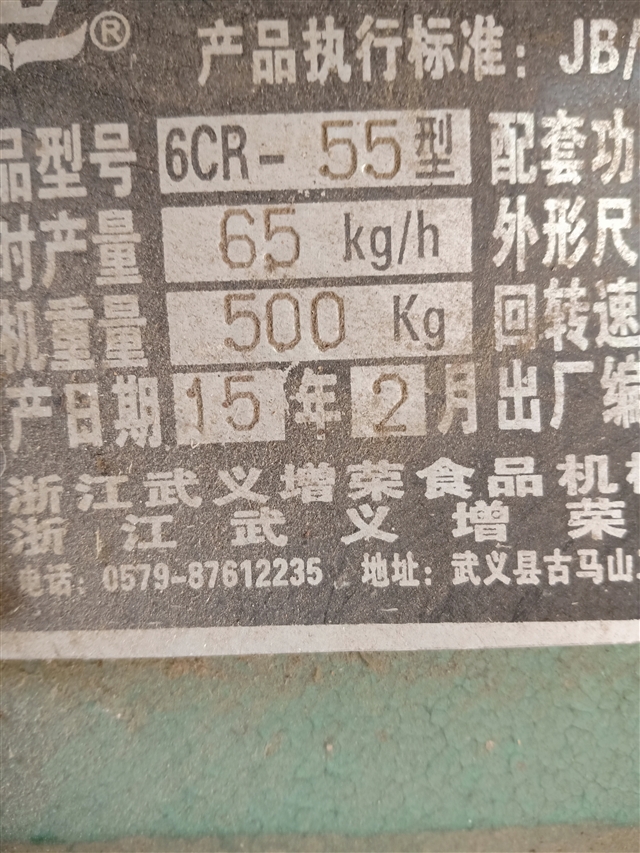 ®
产品执行标准：JB/
品型号 6CR-55型 配套功
时产量 65 kg/h 外形尺
机重量 500 Kg 回转速
产日期 15年2月 出厂编
浙江武义增荣食品机械
浙江武义增荣
电话：0579-87612235 地址：武义县古马山